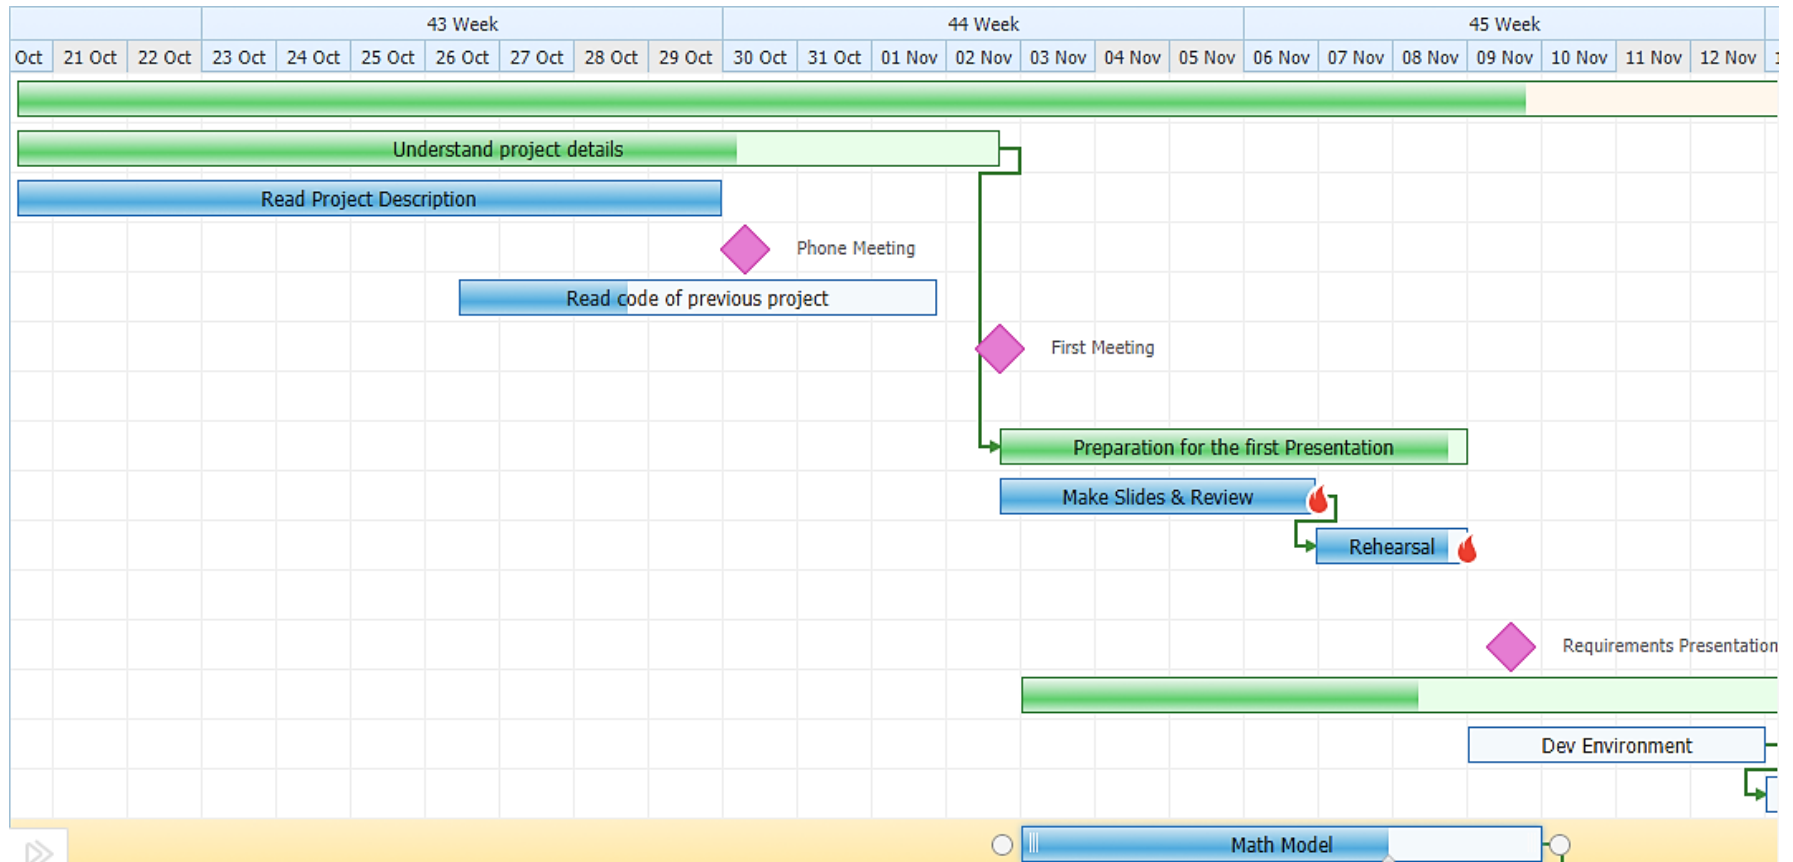 43 Week 44 Week 45 Week
Oct 21 Oct 22 Oct 23 Oct 24 Oct 25 Oct 26 Oct 27 Oct 28 Oct 29 Oct 30 Oct 31 Oct 01 Nov 02 Nov 03 Nov 04 Nov 05 Nov 06 Nov 07 Nov 08 Nov 09 Nov 10 Nov 11 Nov 12 Nov
Understand project details
Read Project Description
Phone Meeting
Read code of previous project
First Meeting
Preparation for the first Presentation
Make Slides & Review
Rehearsal
Requirements Presentation
Dev Environment
Math Model